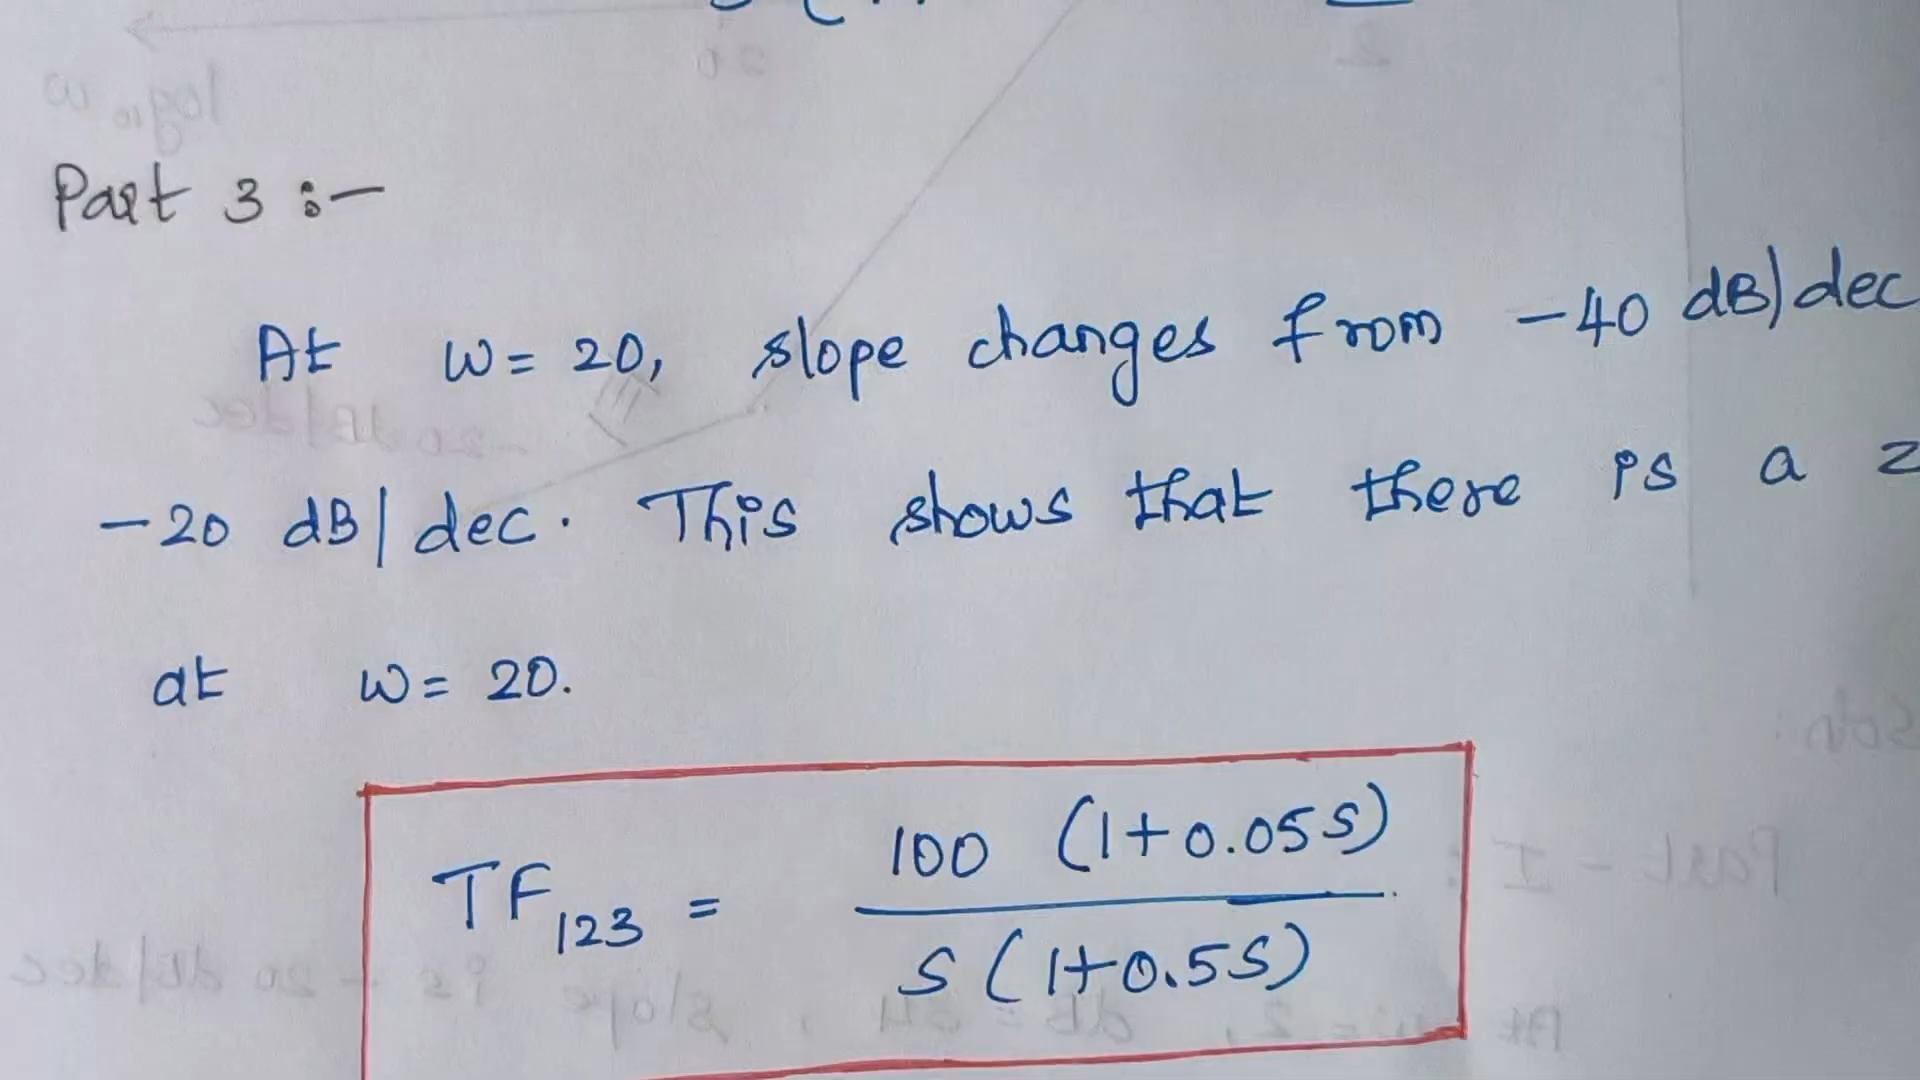 Part 3 :-
At w = 20, slope changes from -40 dB/dec
-20 dB/dec. This shows that there is a z
at w = 20.
100 (1+0.05s)
TF123 =
s(1+0.5s)